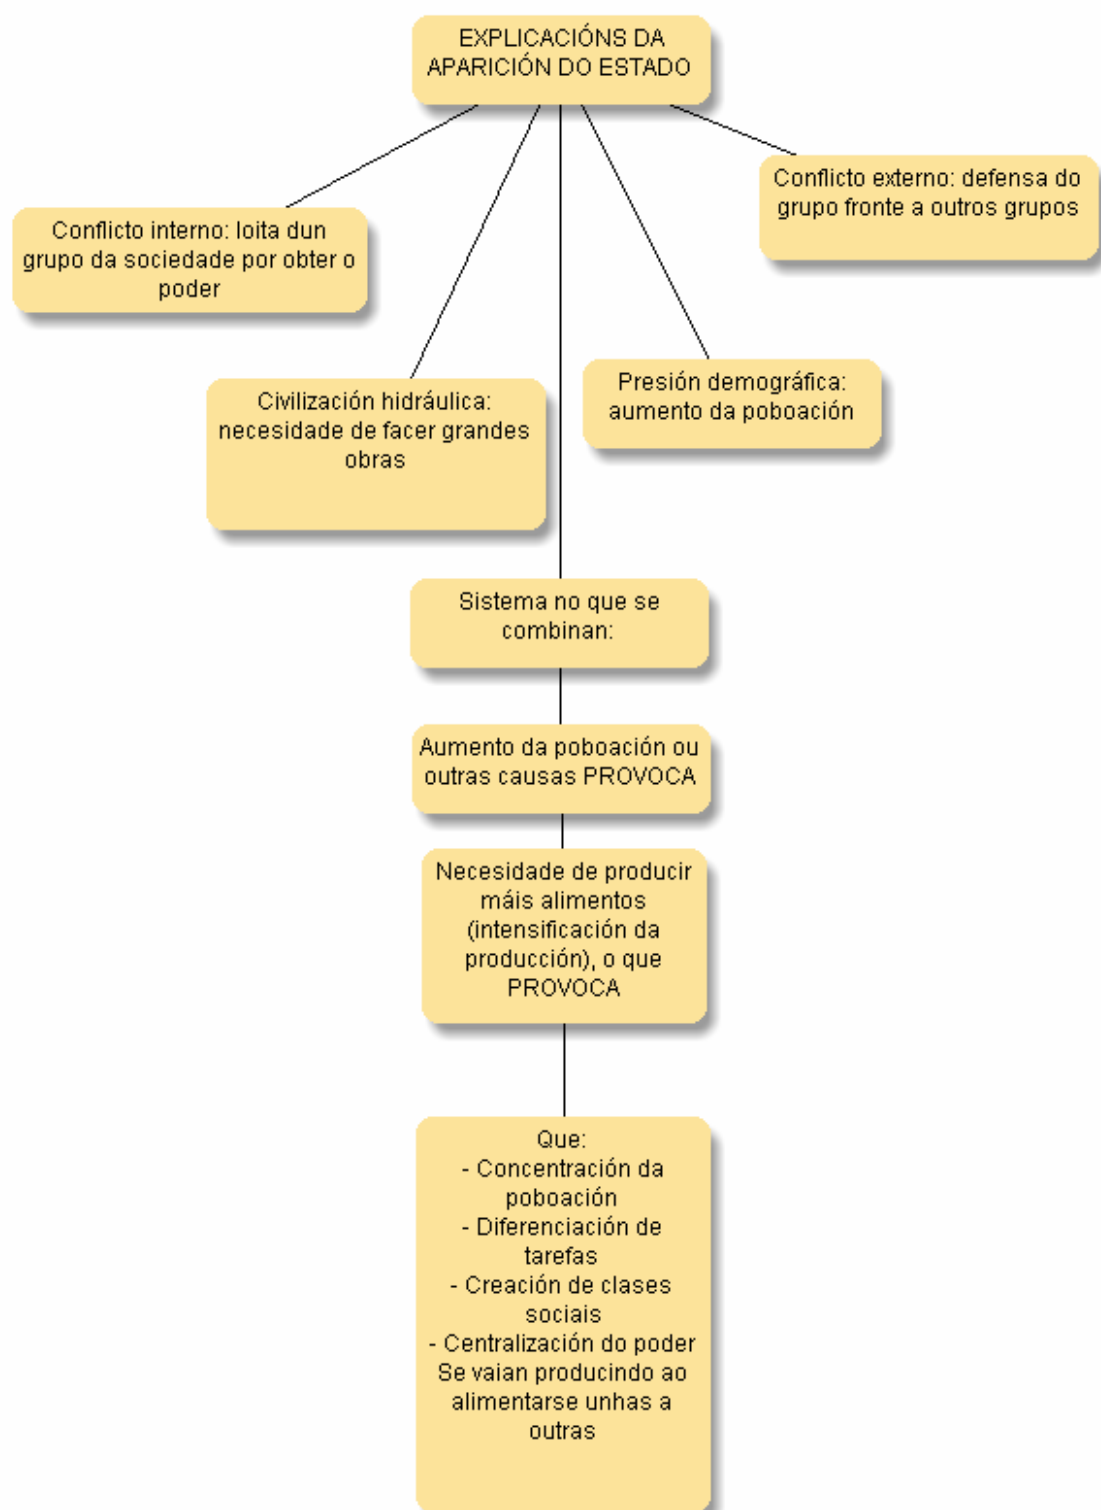 EXPLICACIÓNS DA
APARICIÓN DO ESTADO
Conflicto externo: defensa do
grupo fronte a outros grupos
Conflicto interno: loita dun
grupo da sociedade por obter o
poder
Presión demográfica:
aumento da poboación
Civilización hidráulica:
necesidade de facer grandes
obras
Sistema no que se
combinan:
Aumento da poboación ou
outras causas PROVOCA
Necesidade de producir
máis alimentos
(intensificación da
producción), o que
PROVOCA
Que:
- Concentración da
poboación
- Diferenciación de
tarefas
- Creación de clases
sociais
- Centralización do poder
Se vaian producindo ao
alimentarse unhas a
outras